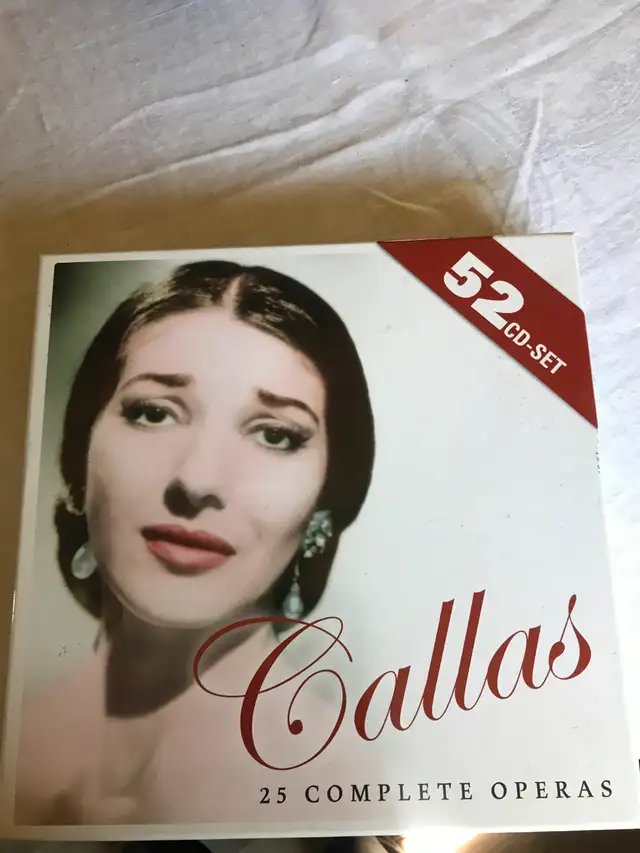 52
CD-SET
Callas
25 COMPLETE OPERAS